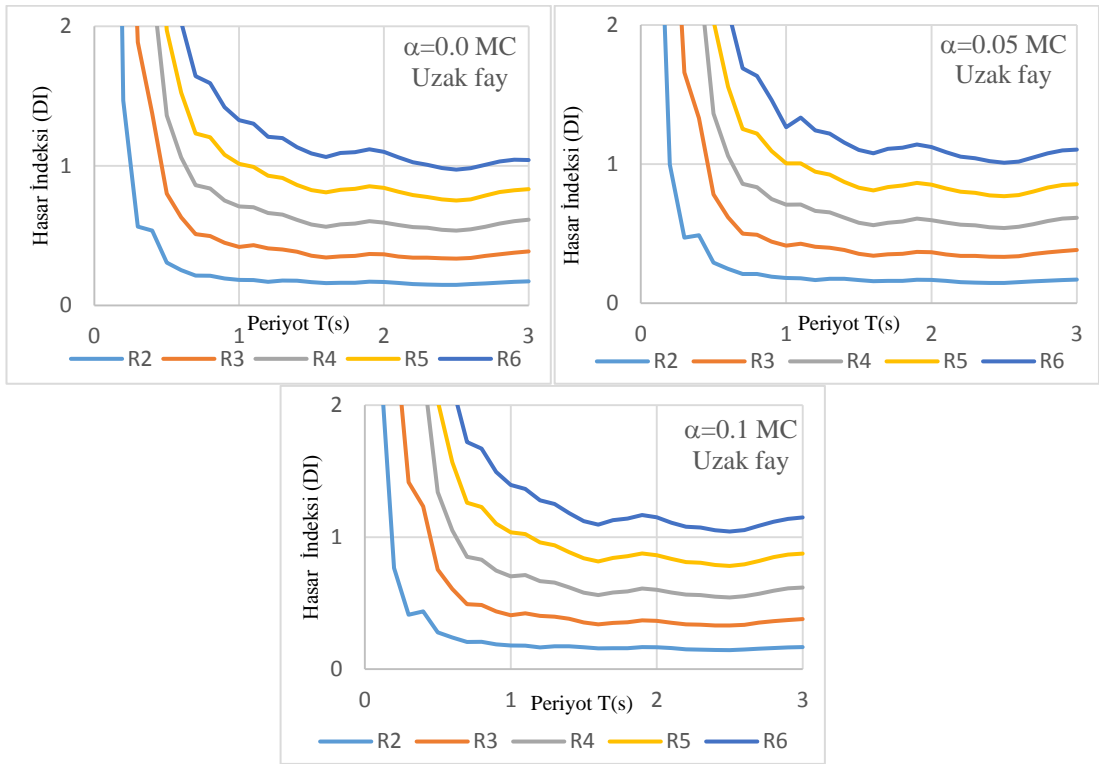 α=0.0 MC
Uzak fay
Hasar İndeksi (DI)
2
1
0
0 1 2 3
Periyot T(s)
R2 R3 R4 R5 R6
α=0.05 MC
Uzak fay
Hasar İndeksi (DI)
2
1
0
0 1 2 3
Periyot T(s)
R2 R3 R4 R5 R6
α=0.1 MC
Uzak fay
Hasar İndeksi (DI)
2
1
0
0 1 2 3
Periyot T(s)
R2 R3 R4 R5 R6